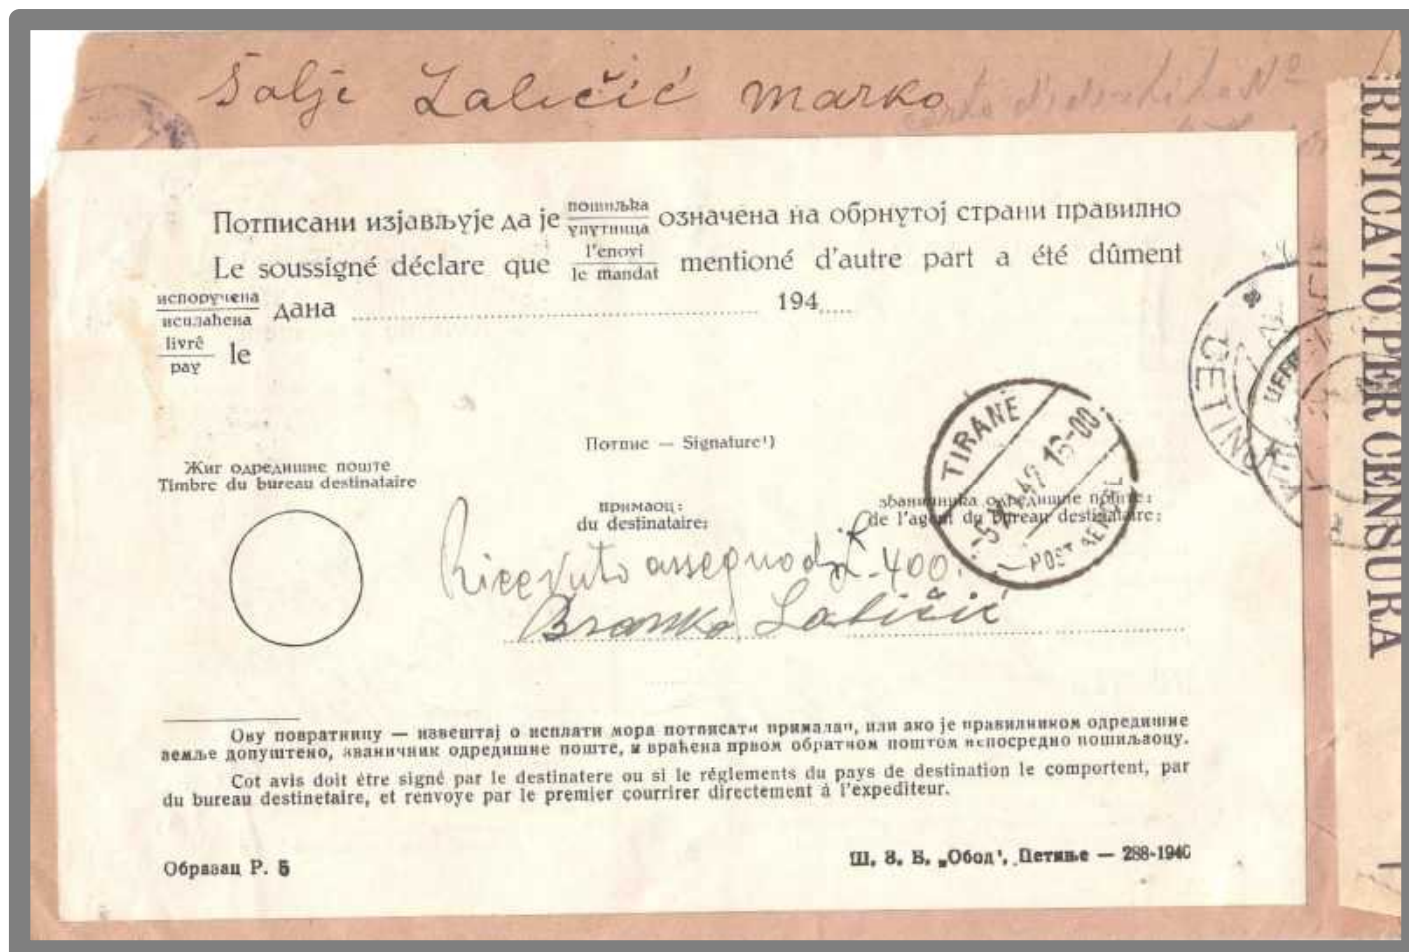 Šalje Laličić Marko
Потписани изјављује да је пошиљка / упутница означена на обрнутој страни правилно
Le soussigné déclare que l'enovi / le mandat mentioné d'autre part a été dûment
испоручена / исплаћена дана 194
livrê / pay le
Потпис — Signature¹)
Жиг одредишне поште
Timbre du bureau destinataire
примаоц:
du destinataire:
званичника одредишне поште:
de l'agent du bureau destinataire:
TIRANE
16-00
POST
Ricevuto assegno di L. 400.
Branko Laličić
Ову повратницу — извештај о исплати мора потписати прималац, или ако је правилником одредишне
земље допуштено, званичник одредишне поште, и враћена првом обратном поштом непосредно пошиљаоцу.
Cot avis doit étre signé par le destinatere ou si le réglements du pays de destination le comportent, par
du bureau destinetaire, et renvoye par le premier courrirer directement à l'expediteur.
Образац Р. 5
Ш. З. Б. „Обод", Цетиње — 288-1940
CETIN
RIFICATO PER CENSURA